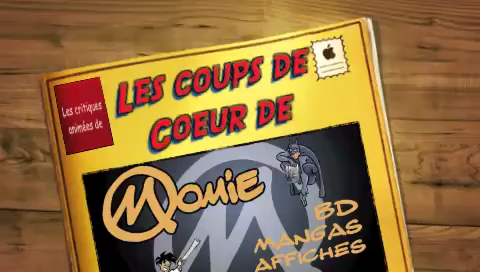 Les critiques
animées de
LES COUPS DE
COEUR DE
Momie
BD
MANGAS
AFFICHES